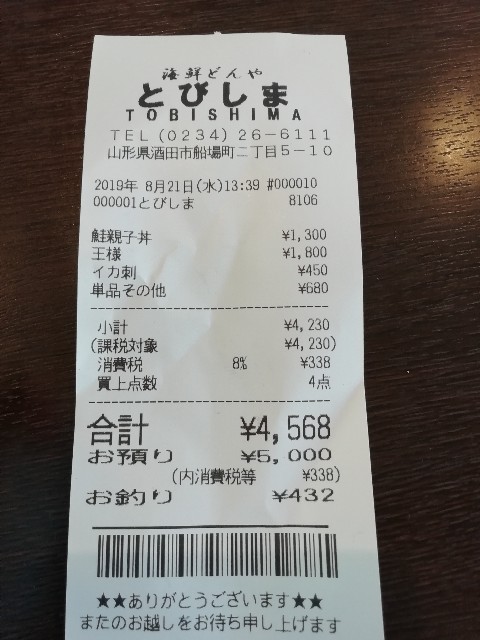 海鮮どんや
とびしま
TOBISHIMA
TEL(0234)26-6111
山形県酒田市船場町二丁目5-10
2019年 8月21日(水)13:39 #000010
000001とびしま 8106
鮭親子丼 ¥1,300
王様 ¥1,800
イカ刺 ¥450
単品その他 ¥680
小計 ¥4,230
(課税対象 ¥4,230)
消費税 8% ¥338
買上点数 4点
合計 ¥4,568
お預り ¥5,000
(内消費税等 ¥338)
お釣り ¥432
★★ありがとうございます★★
またのお越しをお待ち申し上げます